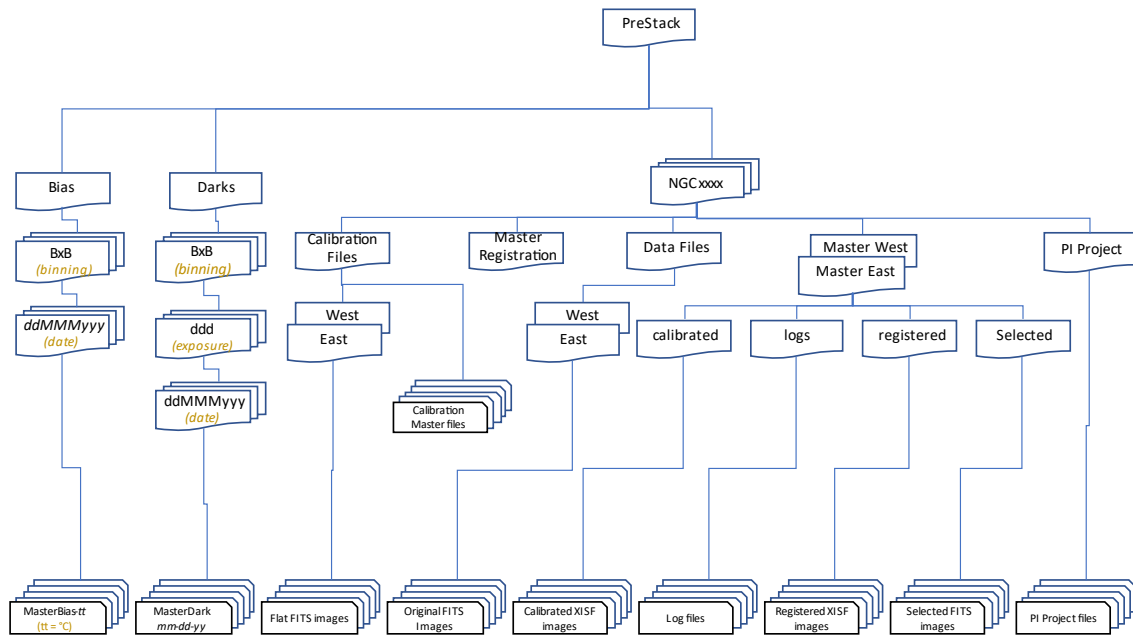 PreStack
Bias
Darks
NGCxxxx
BxB
(binning)
BxB
(binning)
Calibration
Files
Master
Registration
Data Files
Master West
Master East
PI Project
ddMMMyyy
(date)
ddd
(exposure)
West
East
West
East
calibrated
logs
registered
Selected
ddMMMyyy
(date)
Calibration
Master files
MasterBias-tt
(tt = °C)
MasterDark
mm-dd-yy
Flat FITS images
Original FITS
Images
Calibrated XISF
images
Log files
Registered XISF
images
Selected FITS
images
PI Project files